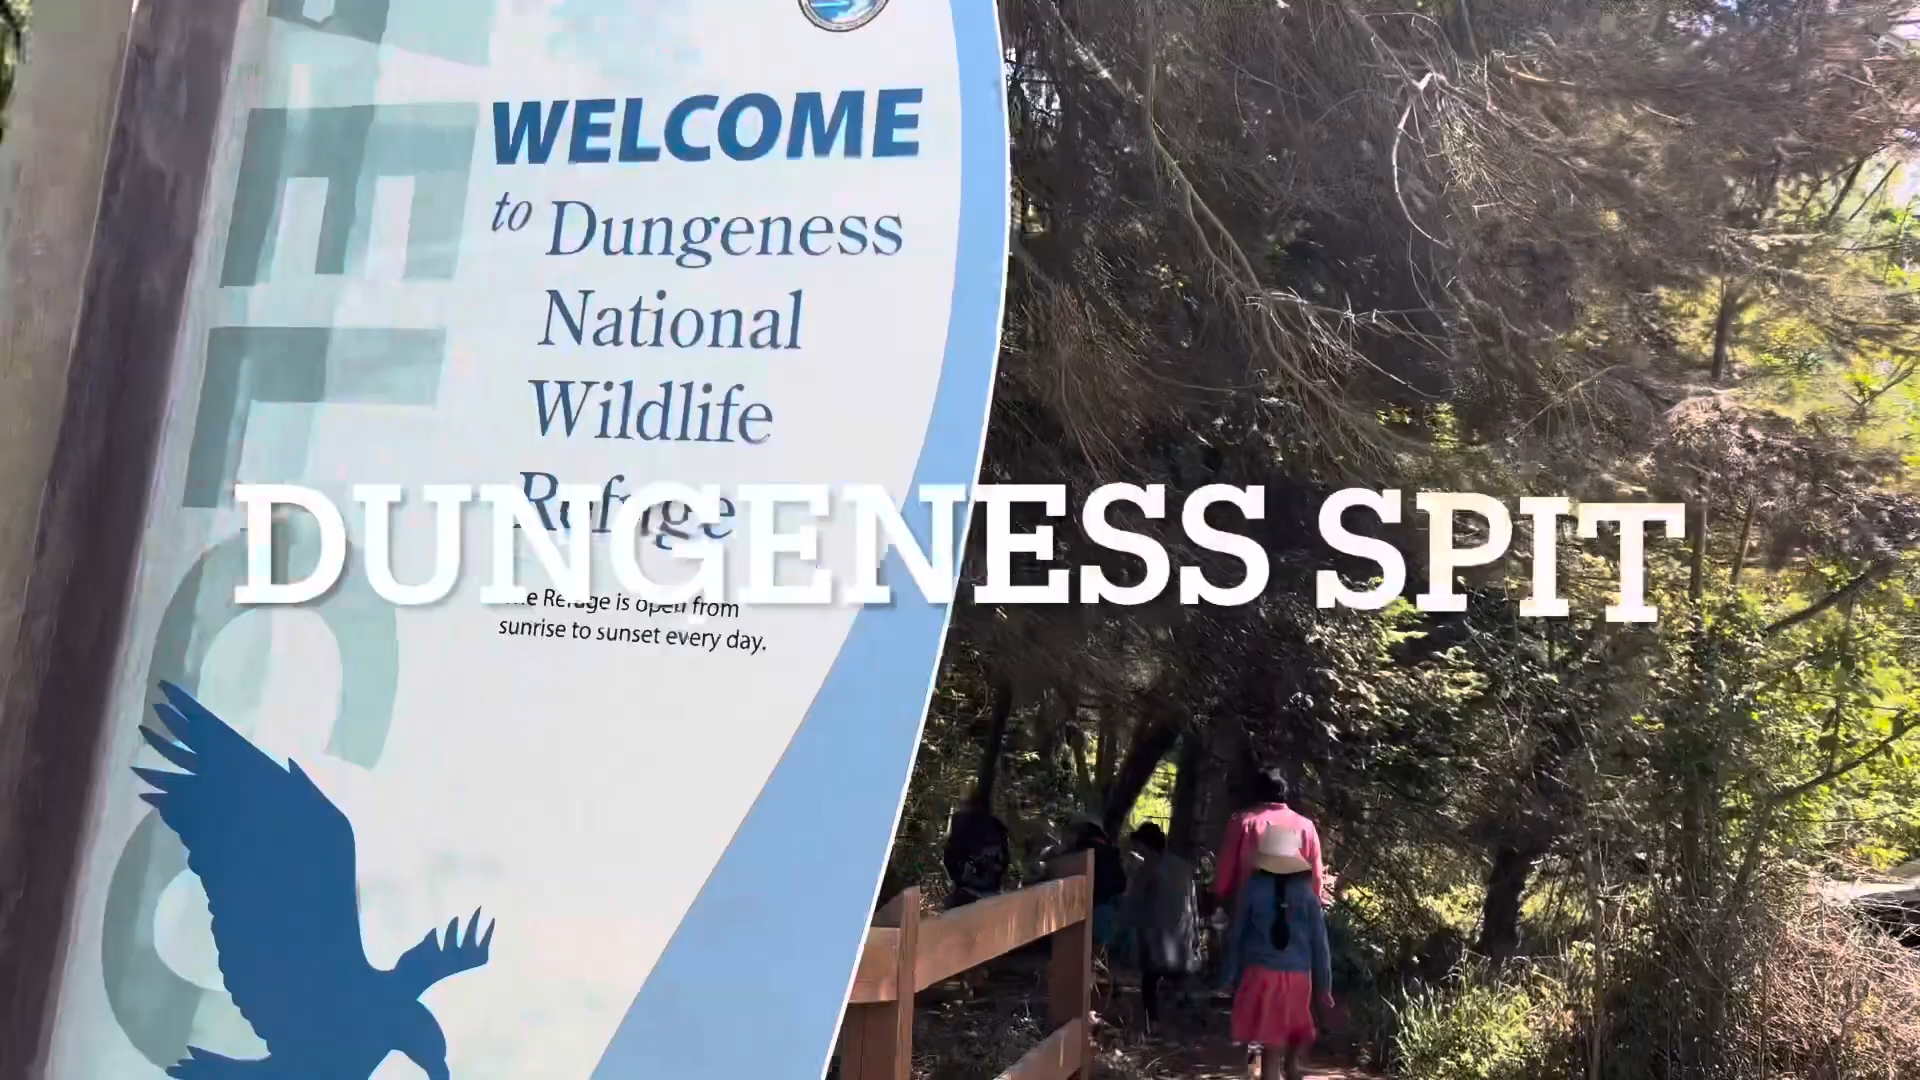 WELCOME
to Dungeness
National
Wildlife
Refuge
DUNGENESS SPIT
Refuge is open from
sunrise to sunset every day.